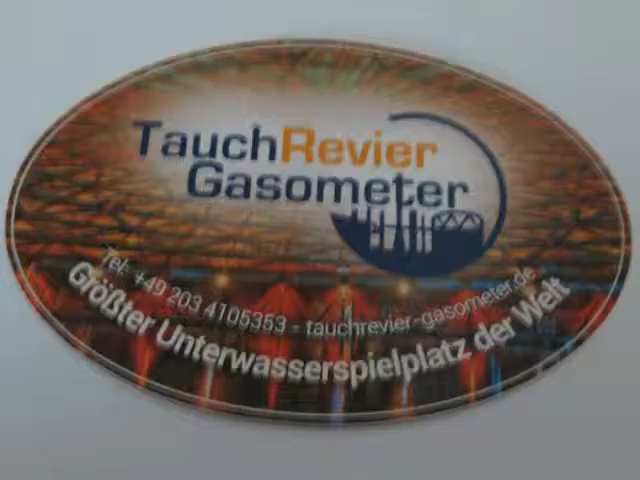 TauchRevier
Gasometer
Tel: +49 203 4105353 - tauchrevier-gasometer.de
Größter Unterwasserspielplatz der Welt